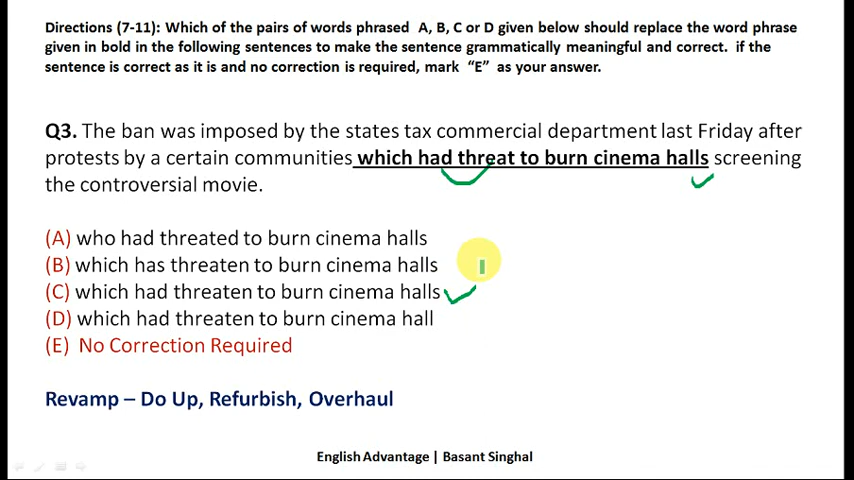 Directions (7-11): Which of the pairs of words phrased A, B, C or D given below should replace the word phrase
given in bold in the following sentences to make the sentence grammatically meaningful and correct. if the
sentence is correct as it is and no correction is required, mark “E” as your answer.
Q3. The ban was imposed by the states tax commercial department last Friday after
protests by a certain communities which had threat to burn cinema halls screening
the controversial movie.
(A) who had threated to burn cinema halls
(B) which has threaten to burn cinema halls
(C) which had threaten to burn cinema halls
(D) which had threaten to burn cinema hall
(E) No Correction Required
Revamp – Do Up, Refurbish, Overhaul
English Advantage | Basant Singhal